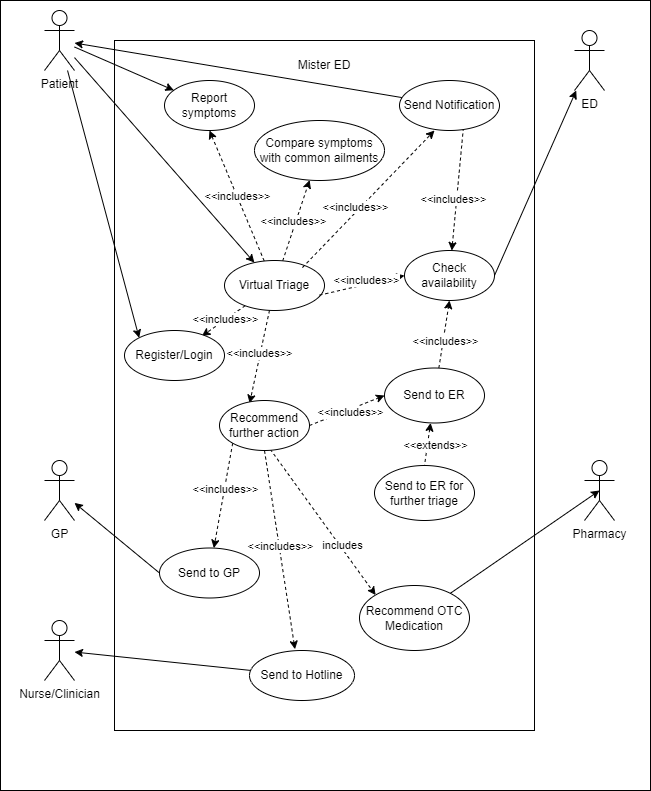 Mister ED
Patient
Report
symptoms
Send Notification
ED
Compare symptoms
with common ailments
<<includes>>
<<includes>>
<<includes>>
<<includes>>
Virtual Triage
<<includes>>
Check
availability
<<includes>>
Register/Login
<<includes>>
<<includes>>
Send to ER
Recommend
further action
<<includes>>
<<extends>>
Send to ER for
further triage
<<includes>>
GP
Pharmacy
<<includes>>
includes
Send to GP
Recommend OTC
Medication
Send to Hotline
Nurse/Clinician